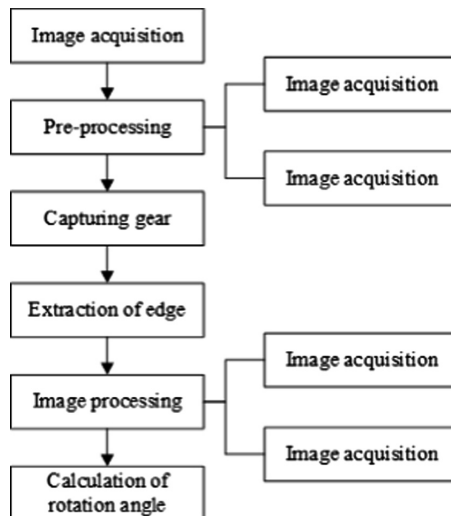 Image acquisition
Image acquisition
Pre-processing
Image acquisition
Capturing gear
Extraction of edge
Image acquisition
Image processing
Image acquisition
Calculation of
rotation angle